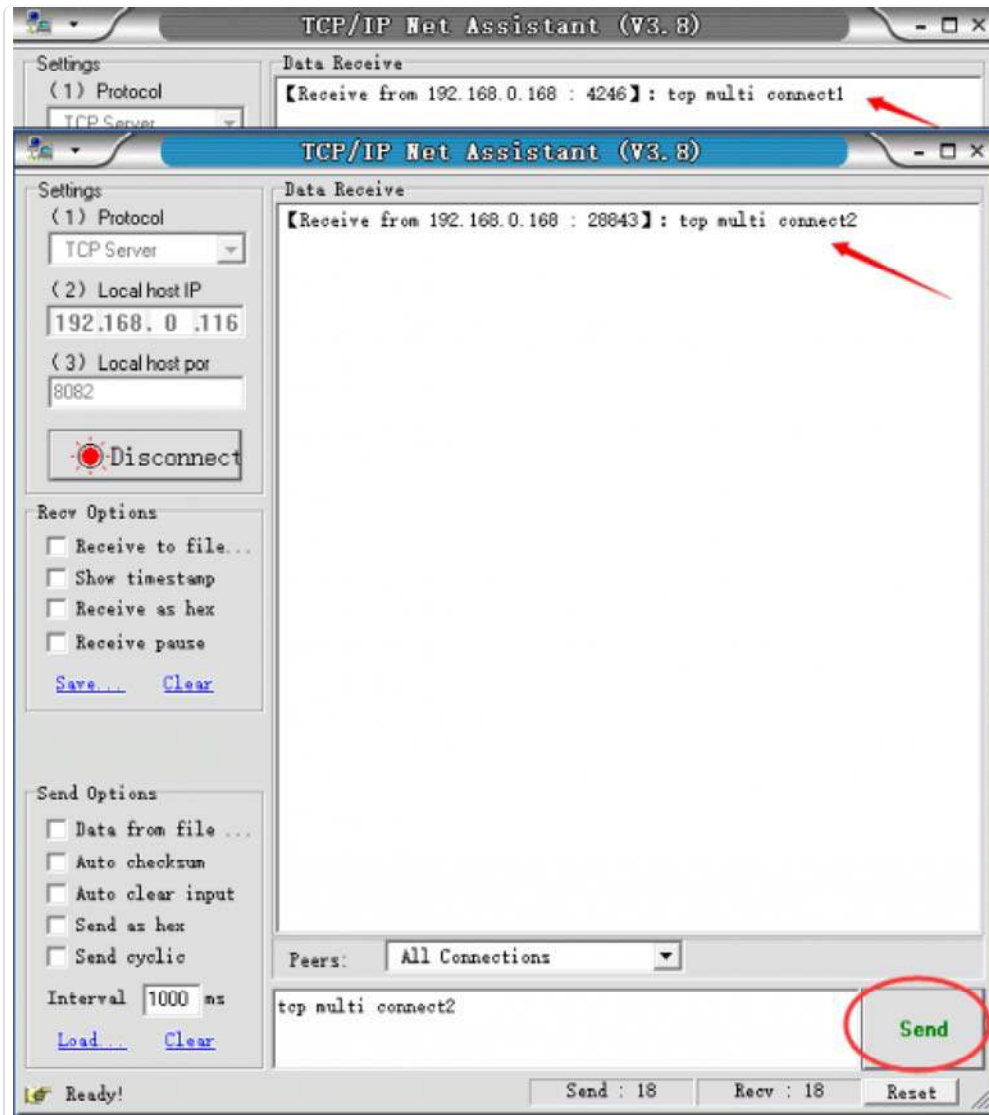 TCP/IP Net Assistant (V3.8)
Settings
(1) Protocol
TCP Server
Data Receive
【Receive from 192.168.0.168 : 4246】: tcp multi connect1
TCP/IP Net Assistant (V3.8)
Settings
(1) Protocol
TCP Server
(2) Local host IP
192.168. 0 .116
(3) Local host por
8082
Disconnect
Recv Options
Receive to file...
Show timestamp
Receive as hex
Receive pause
Save... Clear
Send Options
Data from file ...
Auto checksum
Auto clear input
Send as hex
Send cyclic
Interval 1000 ms
Load... Clear
Data Receive
【Receive from 192.168.0.168 : 28843】: tcp multi connect2
Peers: All Connections
tcp multi connect2
Send
Ready!
Send : 18
Recv : 18
Reset